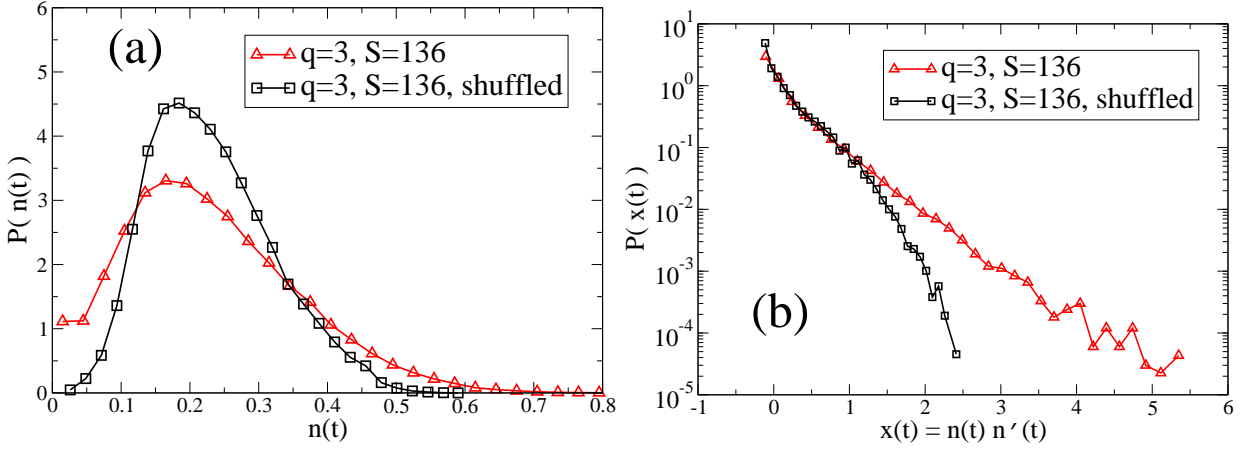 (a)
q=3, S=136
q=3, S=136, shuffled
P( n(t) )
6
5
4
3
2
1
0
0 0.1 0.2 0.3 0.4 0.5 0.6 0.7 0.8
n(t)
(b)
q=3, S=136
q=3, S=136, shuffled
P( x(t) )
10^1
10^0
10^-1
10^-2
10^-3
10^-4
10^-5
-1 0 1 2 3 4 5 6
x(t) = n(t) n′(t)